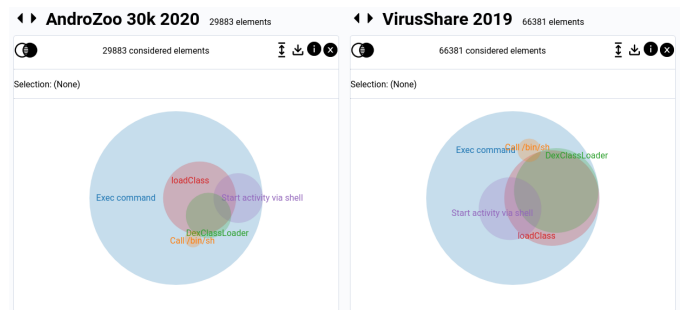 AndroZoo 30k 2020 29883 elements
29883 considered elements
Selection: (None)
loadClass
Exec command
Start activity via shell
DexClassLoader
Call /bin/sh
VirusShare 2019 66381 elements
66381 considered elements
Selection: (None)
Call /bin/sh
Exec command
DexClassLoader
Start activity via shell
loadClass